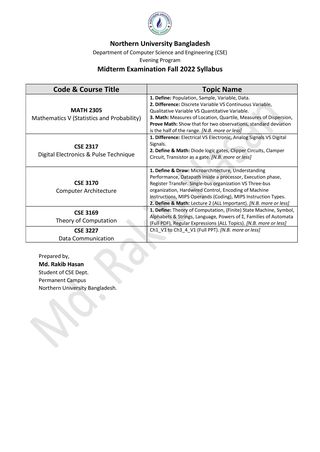 Northern University Bangladesh
Department of Computer Science and Engineering (CSE)
Evening Program
Midterm Examination Fall 2022 Syllabus
Code & Course Title
Topic Name
MATH 2305
Mathematics V (Statistics and Probability)
1. Define: Population, Sample, Variable, Data.
2. Difference: Discrete Variable VS Continuous Variable,
Qualitative Variable VS Quantitative Variable.
3. Math: Measures of Location, Quartile, Measures of Dispersion,
Prove Math: Show that for two observations, standard deviation
is the half of the range. [N.B. more or less]
CSE 2317
Digital Electronics & Pulse Technique
1. Difference: Electrical VS Electronic, Analog Signals VS Digital
Signals.
2. Define & Math: Diode logic gates, Clipper Circuits, Clamper
Circuit, Transistor as a gate. [N.B. more or less]
CSE 3170
Computer Architecture
1. Define & Draw: Microarchitecture, Understanding
Performance, Datapath inside a processor, Execution phase,
Register Transfer. Single-bus organization VS Three-bus
organization, Hardwired Control, Encoding of Machine
Instructions, MIPS Operands (Coding), MIPS Instruction Types.
2. Define & Math: Lecture 2 (ALL Important). [N.B. more or less]
CSE 3169
Theory of Computation
1. Define: Theory of Computation, (Finite) State Machine, Symbol,
Alphabets & Strings, Language, Powers of Σ, Families of Automata
(Full PDF), Regular Expressions (ALL Topics). [N.B. more or less]
CSE 3227
Data Communication
Ch1_V3 to Ch3_4_V1 (Full PPT). [N.B. more or less]
Prepared by,
Md. Rakib Hasan
Student of CSE Dept.
Permanent Campus
Northern University Bangladesh.
Md. Rakib Hasan